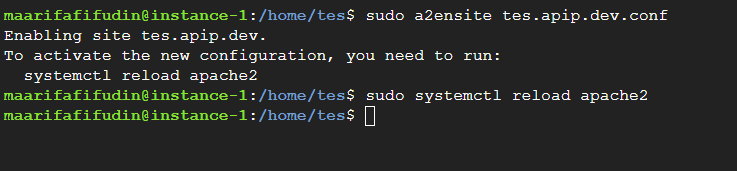 maarifafifudin@instance-1:/home/tes$ sudo a2ensite tes.apip.dev.conf
Enabling site tes.apip.dev.
To activate the new configuration, you need to run:
  systemctl reload apache2
maarifafifudin@instance-1:/home/tes$ sudo systemctl reload apache2
maarifafifudin@instance-1:/home/tes$